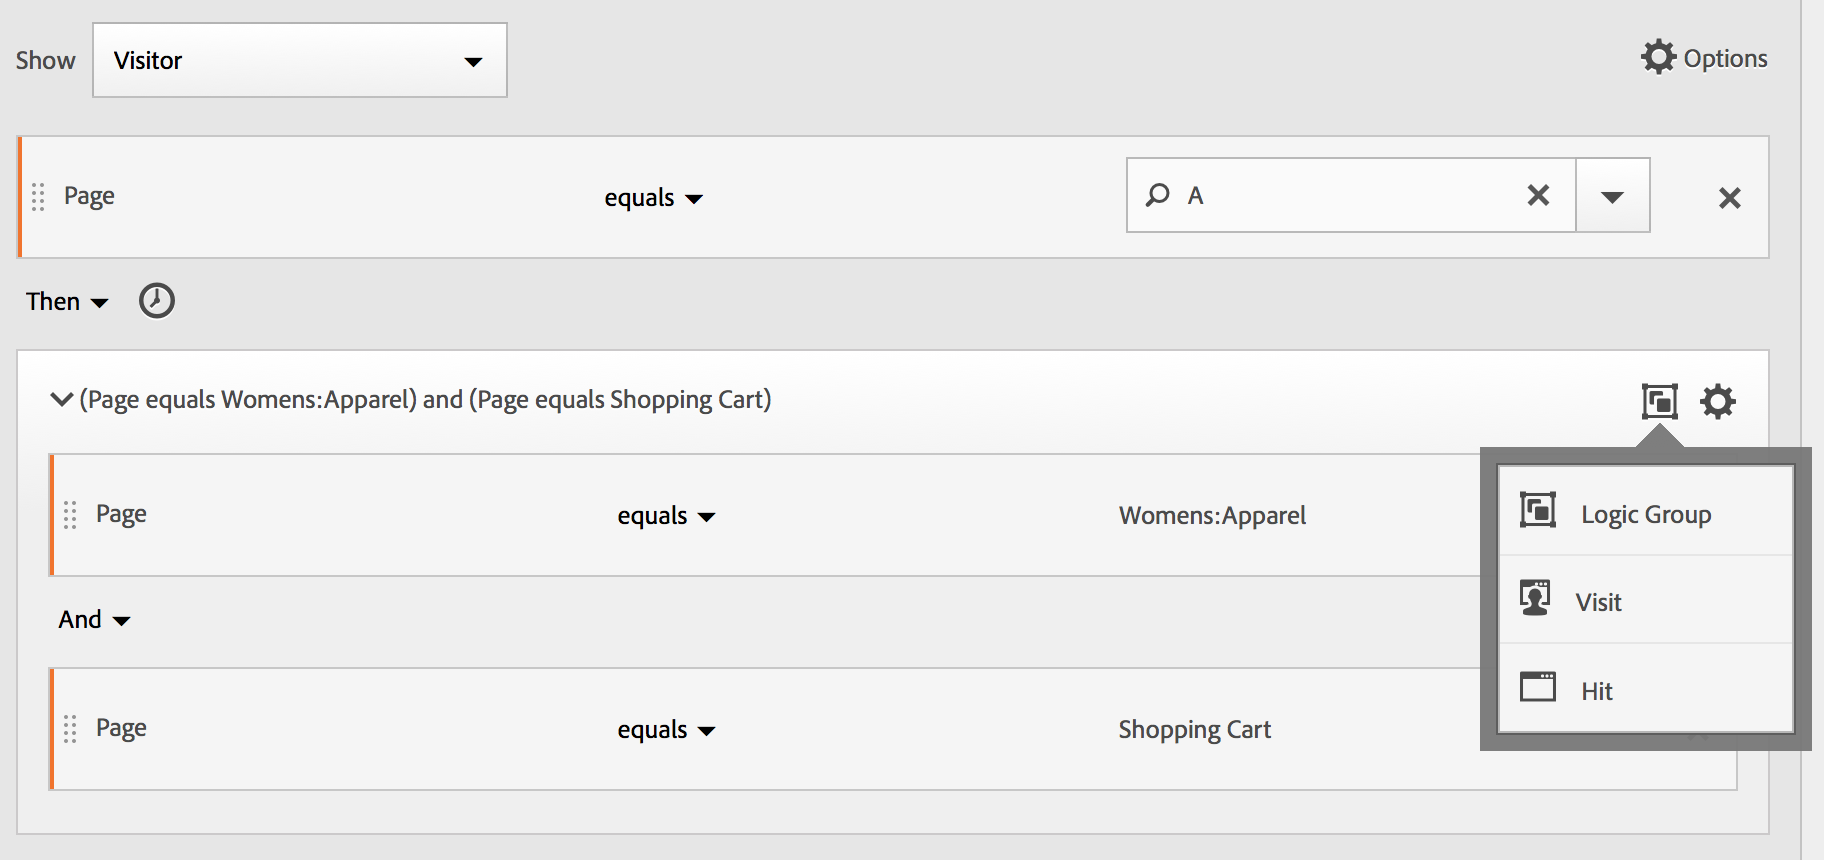 Show Visitor Options
Page equals A
Then
(Page equals Womens:Apparel) and (Page equals Shopping Cart)
Page equals Womens:Apparel
Logic Group
Visit
And
Hit
Page equals Shopping Cart